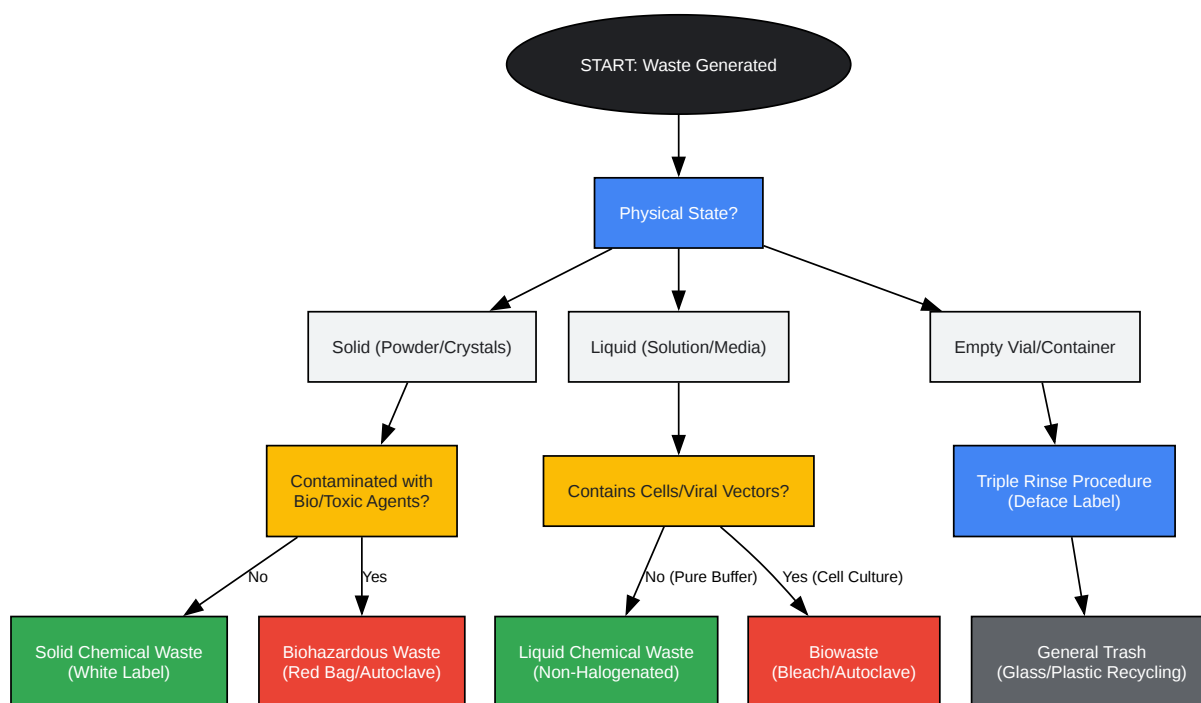 START: Waste Generated
Physical State?
Solid (Powder/Crystals)
Liquid (Solution/Media)
Empty Vial/Container
Contaminated with
Bio/Toxic Agents?
Contains Cells/Viral Vectors?
Triple Rinse Procedure
(Deface Label)
No
Yes
No (Pure Buffer)
Yes (Cell Culture)
Solid Chemical Waste
(White Label)
Biohazardous Waste
(Red Bag/Autoclave)
Liquid Chemical Waste
(Non-Halogenated)
Biowaste
(Bleach/Autoclave)
General Trash
(Glass/Plastic Recycling)